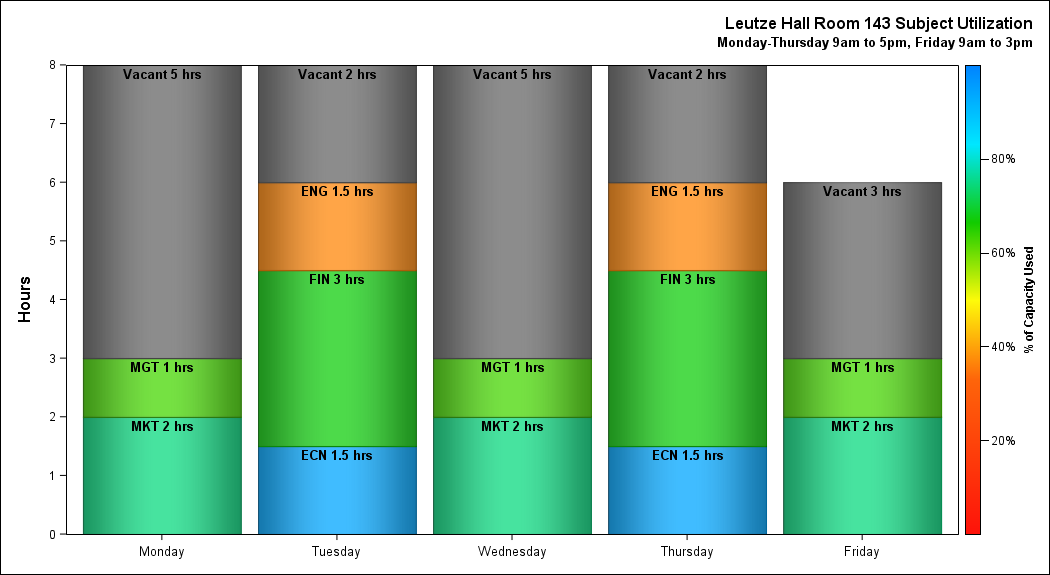 Leutze Hall Room 143 Subject Utilization
Monday-Thursday 9am to 5pm, Friday 9am to 3pm
Hours
8
7
6
5
4
3
2
1
0
Vacant 5 hrs
MGT 1 hrs
MKT 2 hrs
Vacant 2 hrs
ENG 1.5 hrs
FIN 3 hrs
ECN 1.5 hrs
Vacant 5 hrs
MGT 1 hrs
MKT 2 hrs
Vacant 2 hrs
ENG 1.5 hrs
FIN 3 hrs
ECN 1.5 hrs
Vacant 3 hrs
MGT 1 hrs
MKT 2 hrs
Monday Tuesday Wednesday Thursday Friday
80%
60%
40%
20%
% of Capacity Used